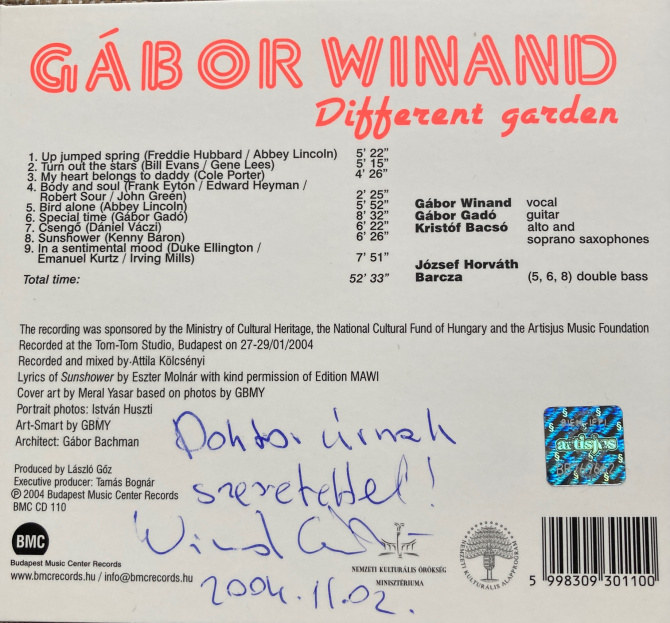 GÁBOR WINAND
Different garden
1. Up jumped spring (Freddie Hubbard / Abbey Lincoln) 5' 22"
2. Turn out the stars (Bill Evans / Gene Lees) 5' 15"
3. My heart belongs to daddy (Cole Porter) 4' 26"
4. Body and soul (Frank Eyton / Edward Heyman /
Robert Sour / John Green) 2' 25"
5. Bird alone (Abbey Lincoln) 5' 52"
6. Special time (Gábor Gadó) 8' 32"
7. Csengő (Dániel Váczi) 6' 22"
8. Sunshower (Kenny Baron) 6' 26"
9. In a sentimental mood (Duke Ellington /
Emanuel Kurtz / Irving Mills) 7' 51"
Total time: 52' 33"
Gábor Winand vocal
Gábor Gadó guitar
Kristóf Bacsó alto and
soprano saxophones
József Horváth
Barcza (5, 6, 8) double bass
The recording was sponsored by the Ministry of Cultural Heritage, the National Cultural Fund of Hungary and the Artisjus Music Foundation
Recorded at the Tom-Tom Studio, Budapest on 27-29/01/2004
Recorded and mixed by Attila Kölcsényi
Lyrics of Sunshower by Eszter Molnár with kind permission of Edition MAWI
Cover art by Meral Yasar based on photos by GBMY
Portrait photos: István Huszti
Art-Smart by GBMY
Architect: Gábor Bachman
Produced by László Gőz
Executive producer: Tamás Bognár
℗ 2004 Budapest Music Center Records
BMC CD 110
Doktor úrnak
szeretettel!
2004. 11. 02.
artisjus
BMC
Budapest Music Center Records
www.bmcrecords.hu / info@bmcrecords.hu
NEMZETI KULTURÁLIS ÖRÖKSÉG
MINISZTÉRIUMA
NEMZETI KULTURÁLIS ALAPPROGRAM
5 998309 301100